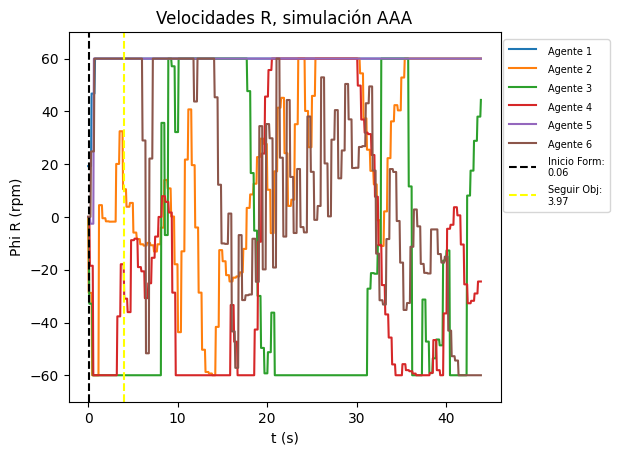 Velocidades R, simulación AAA
Phi R (rpm)
60
40
20
0
−20
−40
−60
0
10
20
30
40
t (s)
Agente 1
Agente 2
Agente 3
Agente 4
Agente 5
Agente 6
Inicio Form:
0.06
Seguir Obj:
3.97